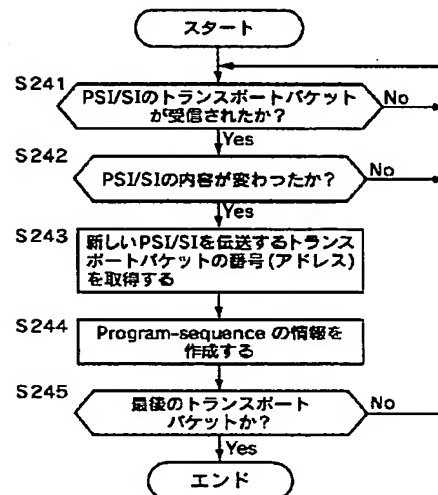 スタート
S241
PSI/SIのトランスポートパケット
が受信されたか?
No
Yes
S242
PSI/SIの内容が変わったか?
No
Yes
S243
新しいPSI/SIを伝送するトランス
ポートパケットの番号(アドレス)
を取得する
S244
Program-sequence の情報を
作成する
S245
最後のトランスポート
パケットか?
No
Yes
エンド